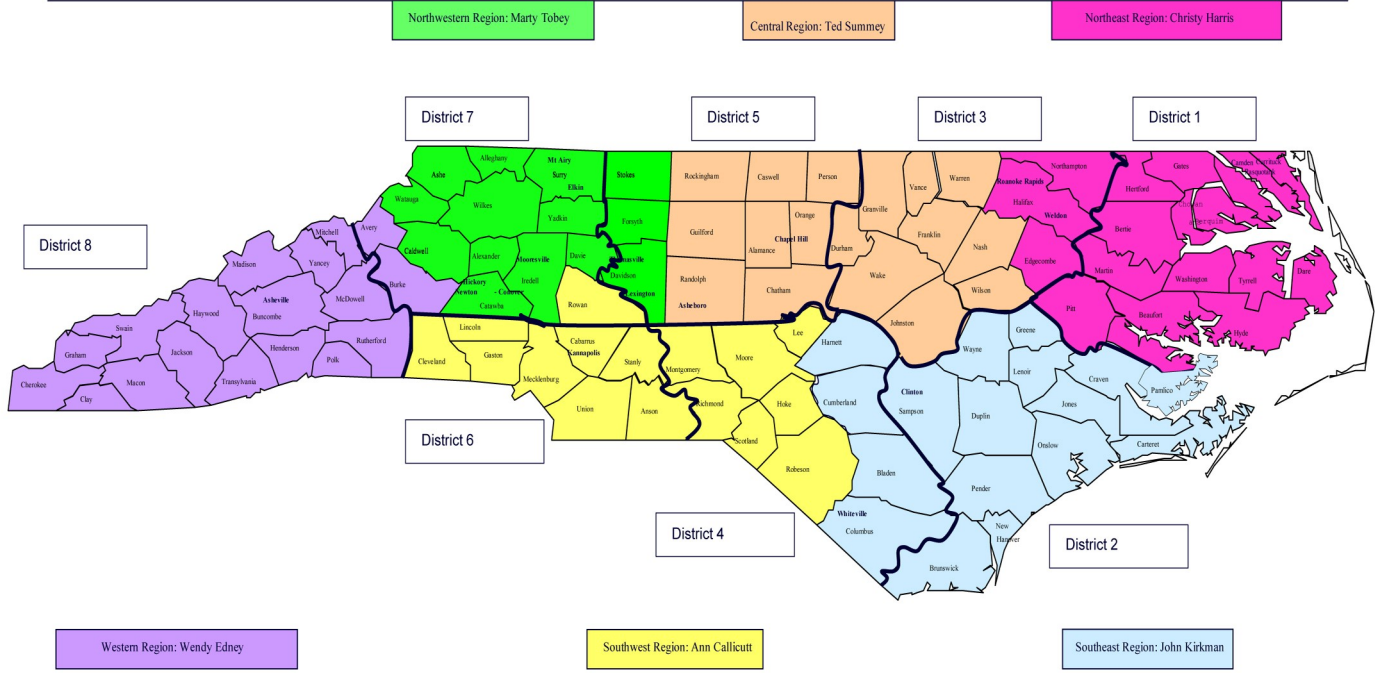 Northwestern Region: Marty Tobey
Central Region: Ted Summey
Northeast Region: Christy Harris
District 7
District 5
District 3
District 1
District 8
Alleghany
Mt Airy
Ashe
Surry
Elkin
Stokes
Rockingham
Caswell
Person
Vance
Warren
Northampton
Gates
Camden
Currituck
Pasquotank
Roanoke Rapids
Hertford
Watauga
Wilkes
Halifax
Granville
Weldon
Yadkin
Forsyth
Orange
Guilford
Alamance
Chapel Hill
Durham
Franklin
Nash
Bertie
Mitchell
Avery
Caldwell
Alexander
Mooresville
Davie
Iredell
Davidson
Edgecombe
Martin
Washington
Tyrrell
Dare
Madison
Yancey
Burke
Hickory
Newton
- Conover
Catawba
Randolph
Asheboro
Chatham
Wake
Wilson
Asheville
McDowell
Buncombe
Rowan
Pitt
Beaufort
Haywood
Swain
Lincoln
Johnston
Hyde
Rutherford
Cabarrus
Kannapolis
Lee
Harnett
Greene
Wayne
Graham
Jackson
Henderson
Polk
Cleveland
Gaston
Stanly
Moore
Montgomery
Lenoir
Craven
Pamlico
Cherokee
Macon
Transylvania
Mecklenburg
Clay
Union
Anson
Richmond
Hoke
Cumberland
Clinton
Sampson
Duplin
Jones
District 6
Scotland
Onslow
Carteret
Robeson
Bladen
Pender
District 4
Whiteville
Columbus
New
Hanover
District 2
Brunswick
Western Region: Wendy Edney
Southwest Region: Ann Callicutt
Southeast Region: John Kirkman